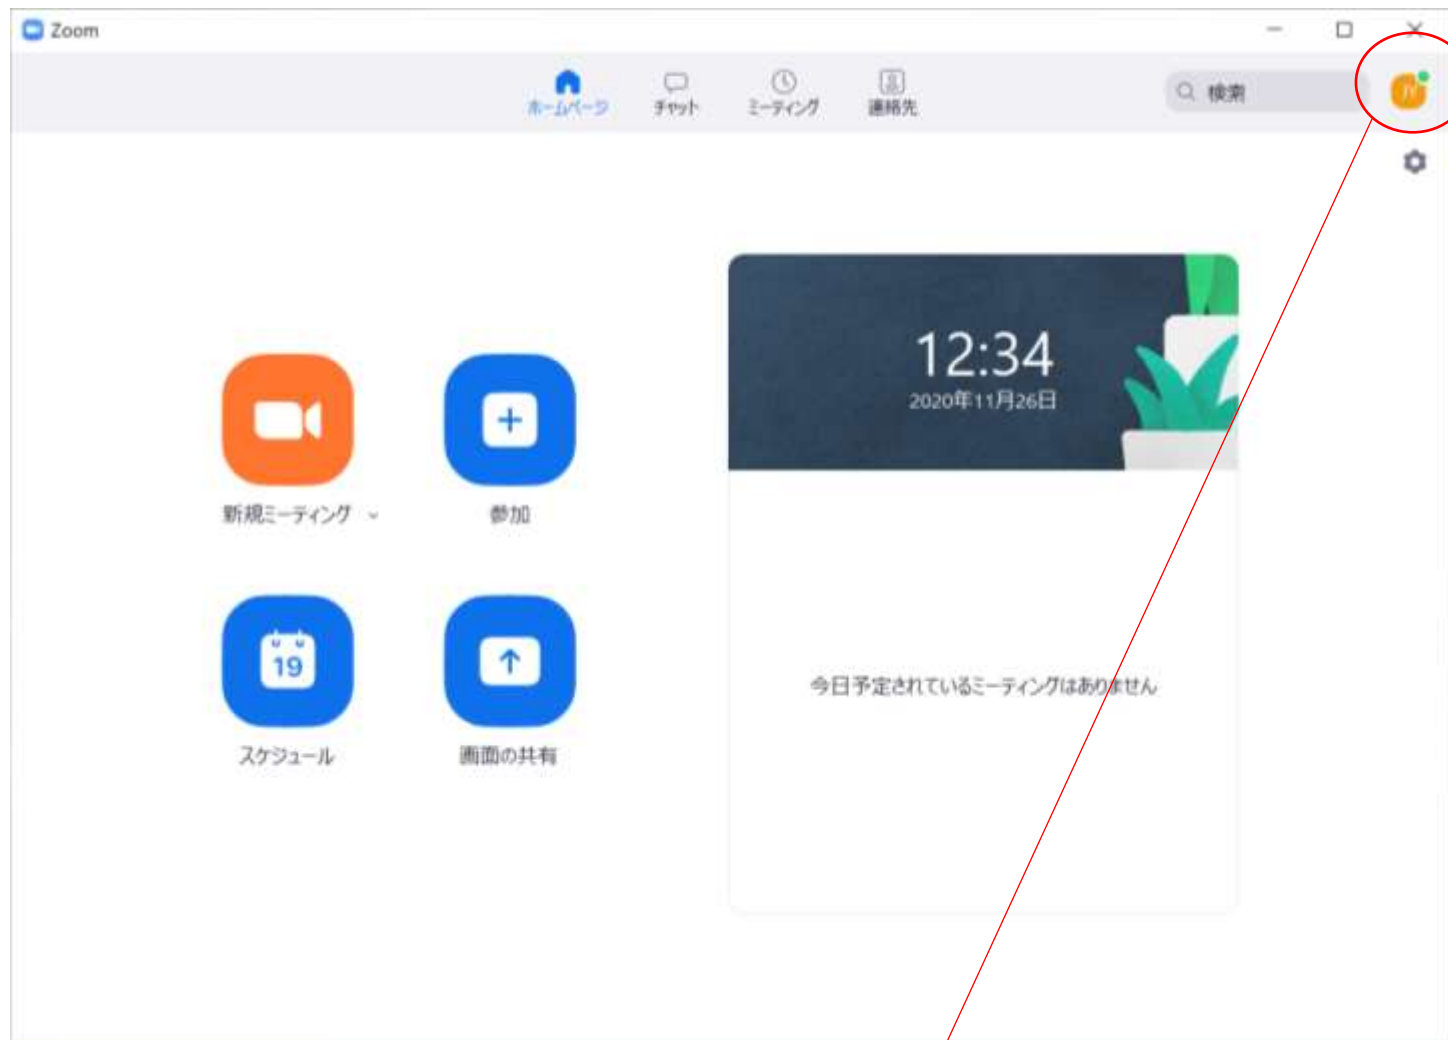 Zoom
ホームページ
チャット
ミーティング
連絡先
検索
12:34
2020年11月26日
新規ミーティング
参加
19
スケジュール
画面の共有
今日予定されているミーティングはありません